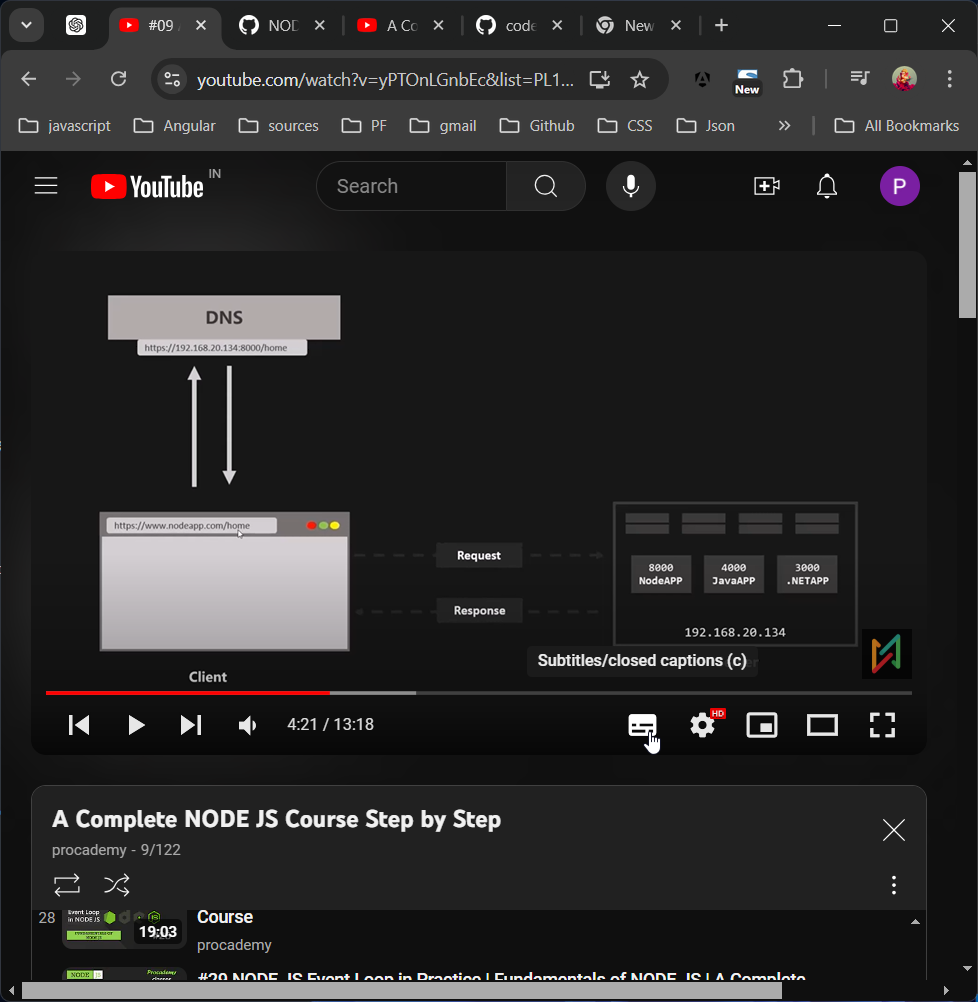 #09
NOD
A Co
code
New
youtube.com/watch?v=yPTOnLGnbEc&list=PL1...
New
javascript
Angular
sources
PF
gmail
Github
CSS
Json
All Bookmarks
YouTube IN
Search
P
DNS
https://192.168.20.134:8000/home
https://www.nodeapp.com/home
Request
Response
8000
NodeAPP
4000
JavaAPP
3000
.NETAPP
192.168.20.134
Subtitles/closed captions (c)
Client
4:21 / 13:18
HD
A Complete NODE JS Course Step by Step
procademy - 9/122
28
Event Loop
in NODE JS
19:03
Course
procademy
NODE
Procademy
#29 NODE JS Event Loop in Practice | Fundamentals of NODE JS | A Complete